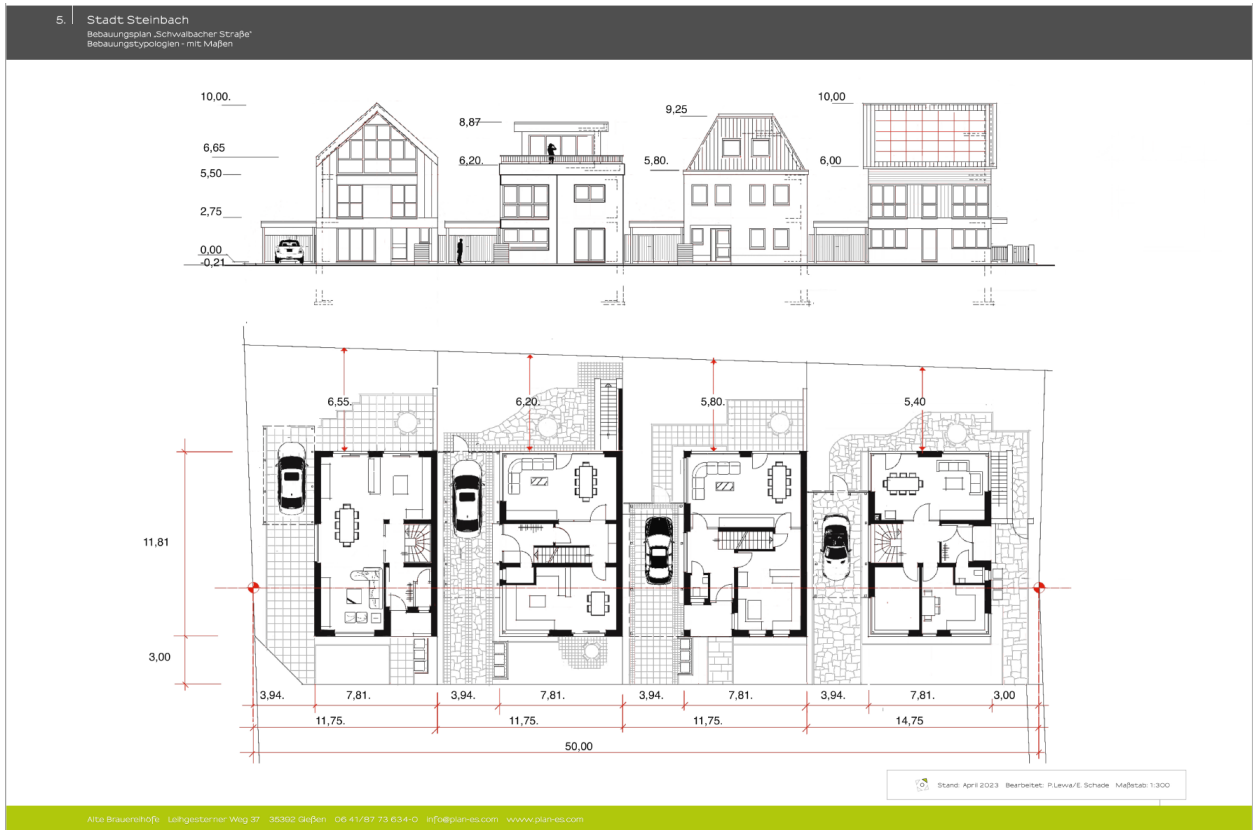 5. Stadt Steinbach
Bebauungsplan „Schwalbacher Straße"
Bebauungstypologien - mit Maßen
10,00.
6,65
5,50
2,75
0,00
-0,21
8,87
6,20.
9,25
5,80.
10,00
6,00
6,55. 6,20. 5,80. 5,40
11,81
3,00
3,94. 7,81. 3,94. 7,81. 3,94. 7,81. 3,94. 7,81. 3,00
11,75. 11,75. 11,75. 14,75
50,00
Stand: April 2023 Bearbeitet: P.Lewa/E. Schade Maßstab: 1:300
Alte Brauereihöfe Leihgesterner Weg 37 35392 Gießen 06 41/87 73 634-0 info@plan-es.com www.plan-es.com